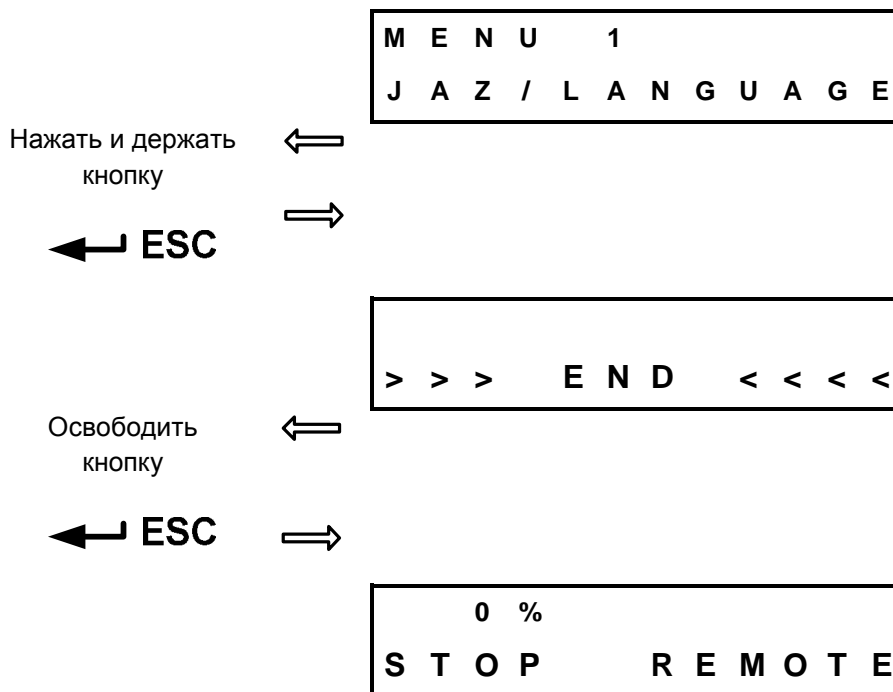 MENU 1
JAZ/LANGUAGE
Нажать и держать
кнопку
ESC
>>> END <<<<
Освободить
кнопку
ESC
0%
STOP REMOTE